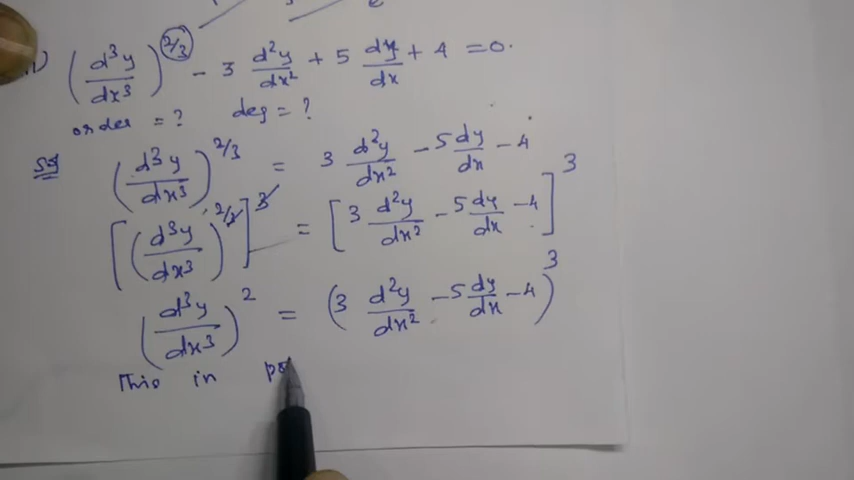 (d³y/dx³)^2/3 - 3 d²y/dx² + 5 dy/dx + 4 = 0.
order = ? deg = ?
(d³y/dx³)^2/3 = 3 d²y/dx² - 5 dy/dx - 4
[(d³y/dx³)^2/3]^3 = [3 d²y/dx² - 5 dy/dx - 4]^3
(d³y/dx³)^2 = (3 d²y/dx² - 5 dy/dx - 4)^3
This in